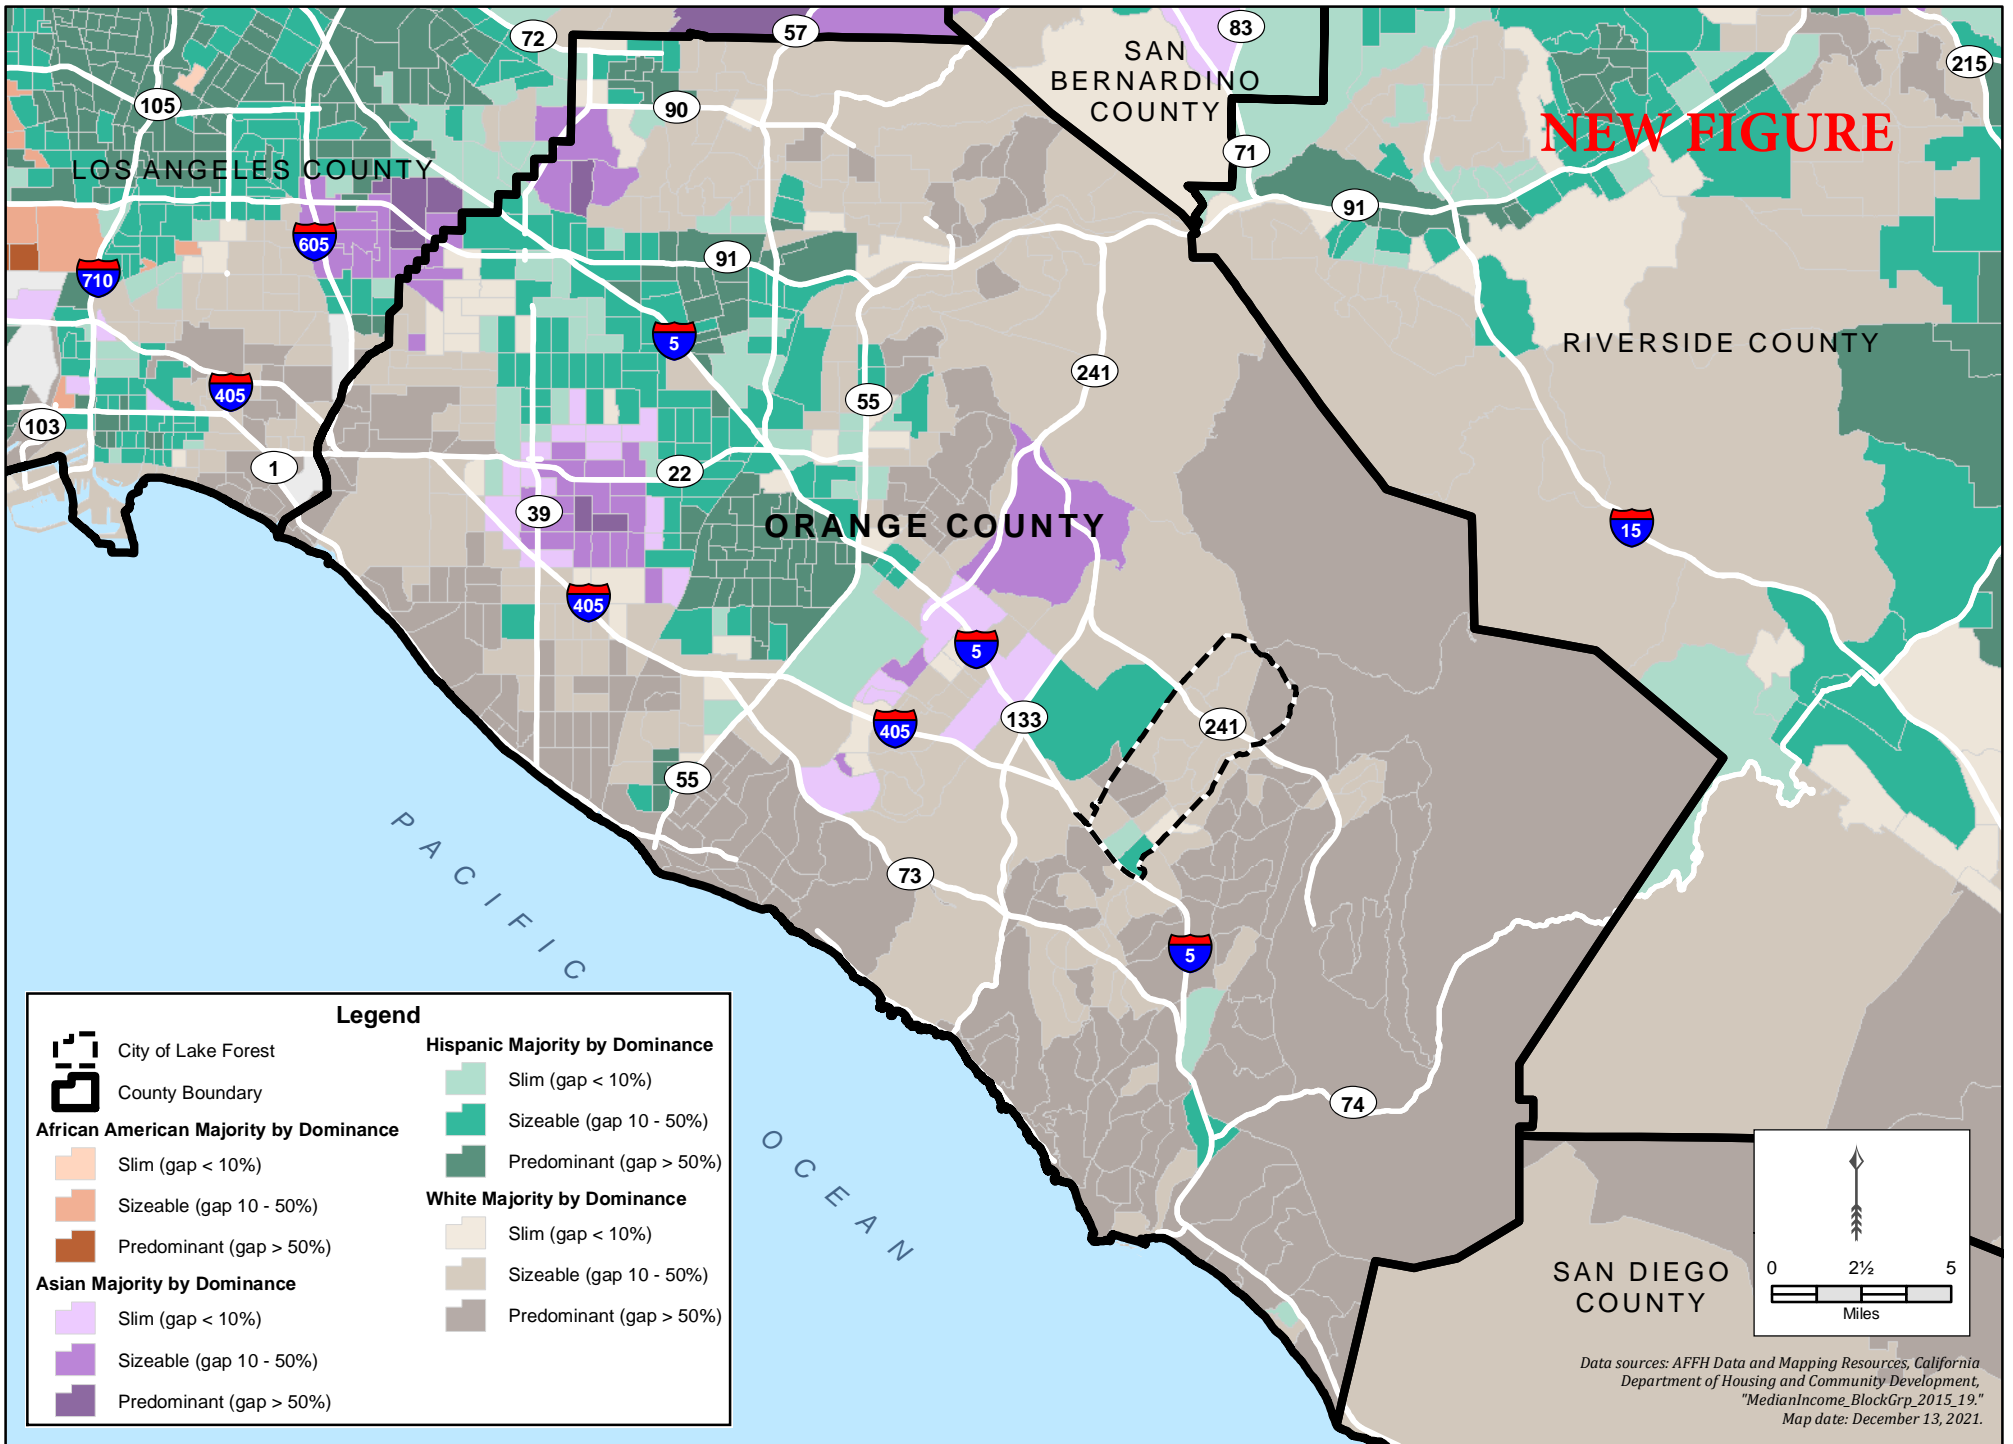 72
57
83
SAN
BERNARDINO
COUNTY
215
105
90
NEW FIGURE
LOS ANGELES COUNTY
71
91
605
91
710
5
RIVERSIDE COUNTY
241
405
55
103
1
22
39
ORANGE COUNTY
15
405
5
133
405
241
55
73
PACIFIC
5
74
OCEAN
Legend
City of Lake Forest
County Boundary
African American Majority by Dominance
Slim (gap < 10%)
Sizeable (gap 10 - 50%)
Predominant (gap > 50%)
Asian Majority by Dominance
Slim (gap < 10%)
Sizeable (gap 10 - 50%)
Predominant (gap > 50%)
Hispanic Majority by Dominance
Slim (gap < 10%)
Sizeable (gap 10 - 50%)
Predominant (gap > 50%)
White Majority by Dominance
Slim (gap < 10%)
Sizeable (gap 10 - 50%)
Predominant (gap > 50%)
SAN DIEGO
COUNTY
0 2½ 5
Miles
Data sources: AFFH Data and Mapping Resources, California
Department of Housing and Community Development,
"MedianIncome_BlockGrp_2015_19."
Map date: December 13, 2021.